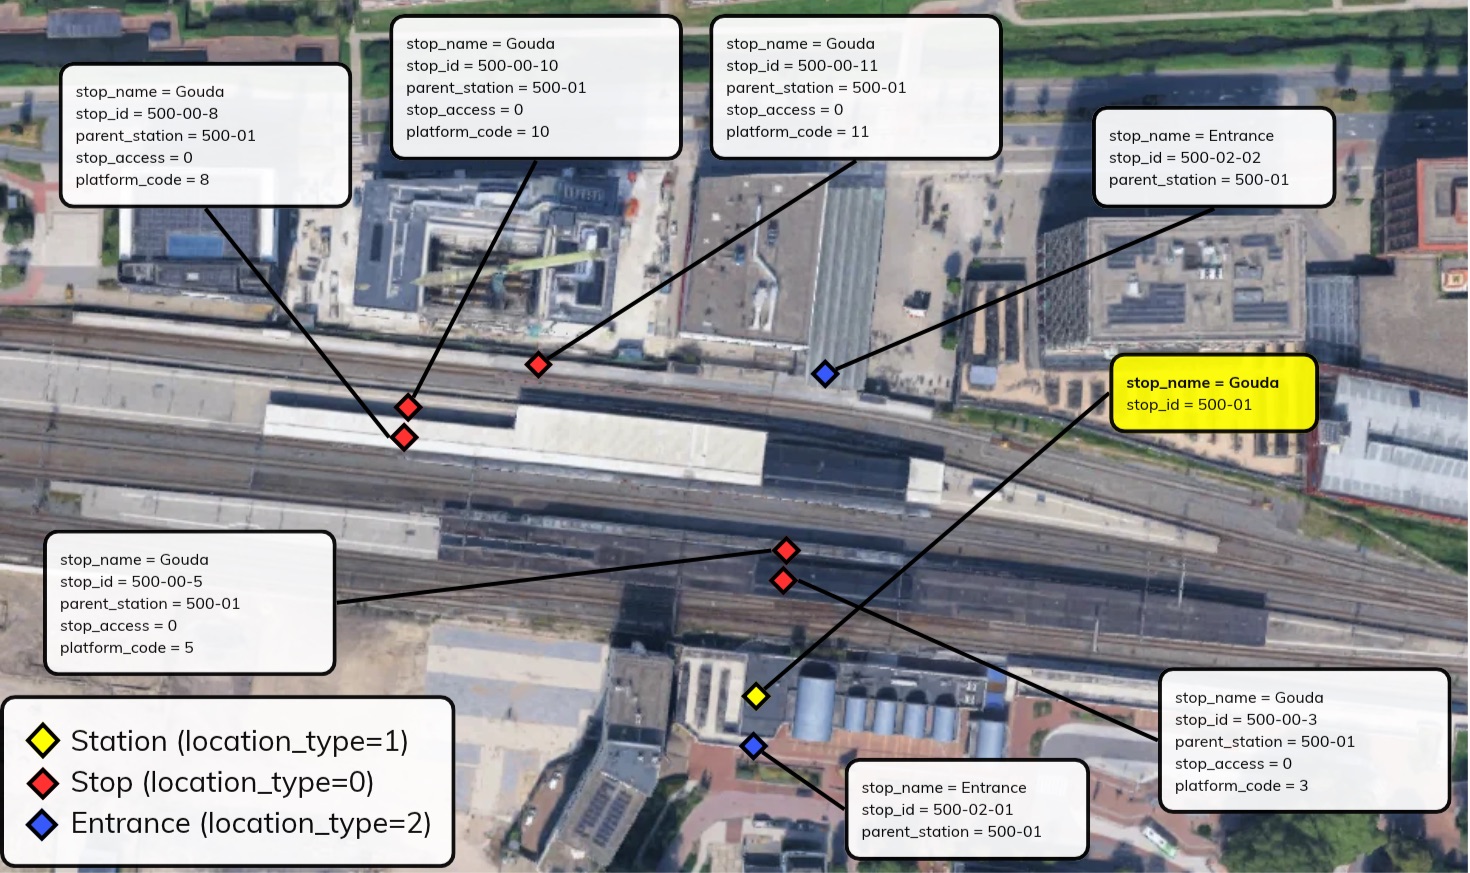 stop_name = Gouda
stop_id = 500-00-8
parent_station = 500-01
stop_access = 0
platform_code = 8
stop_name = Gouda
stop_id = 500-00-10
parent_station = 500-01
stop_access = 0
platform_code = 10
stop_name = Gouda
stop_id = 500-00-11
parent_station = 500-01
stop_access = 0
platform_code = 11
stop_name = Entrance
stop_id = 500-02-02
parent_station = 500-01
stop_name = Gouda
stop_id = 500-01
stop_name = Gouda
stop_id = 500-00-5
parent_station = 500-01
stop_access = 0
platform_code = 5
stop_name = Gouda
stop_id = 500-00-3
parent_station = 500-01
stop_access = 0
platform_code = 3
stop_name = Entrance
stop_id = 500-02-01
parent_station = 500-01
Station (location_type=1)
Stop (location_type=0)
Entrance (location_type=2)